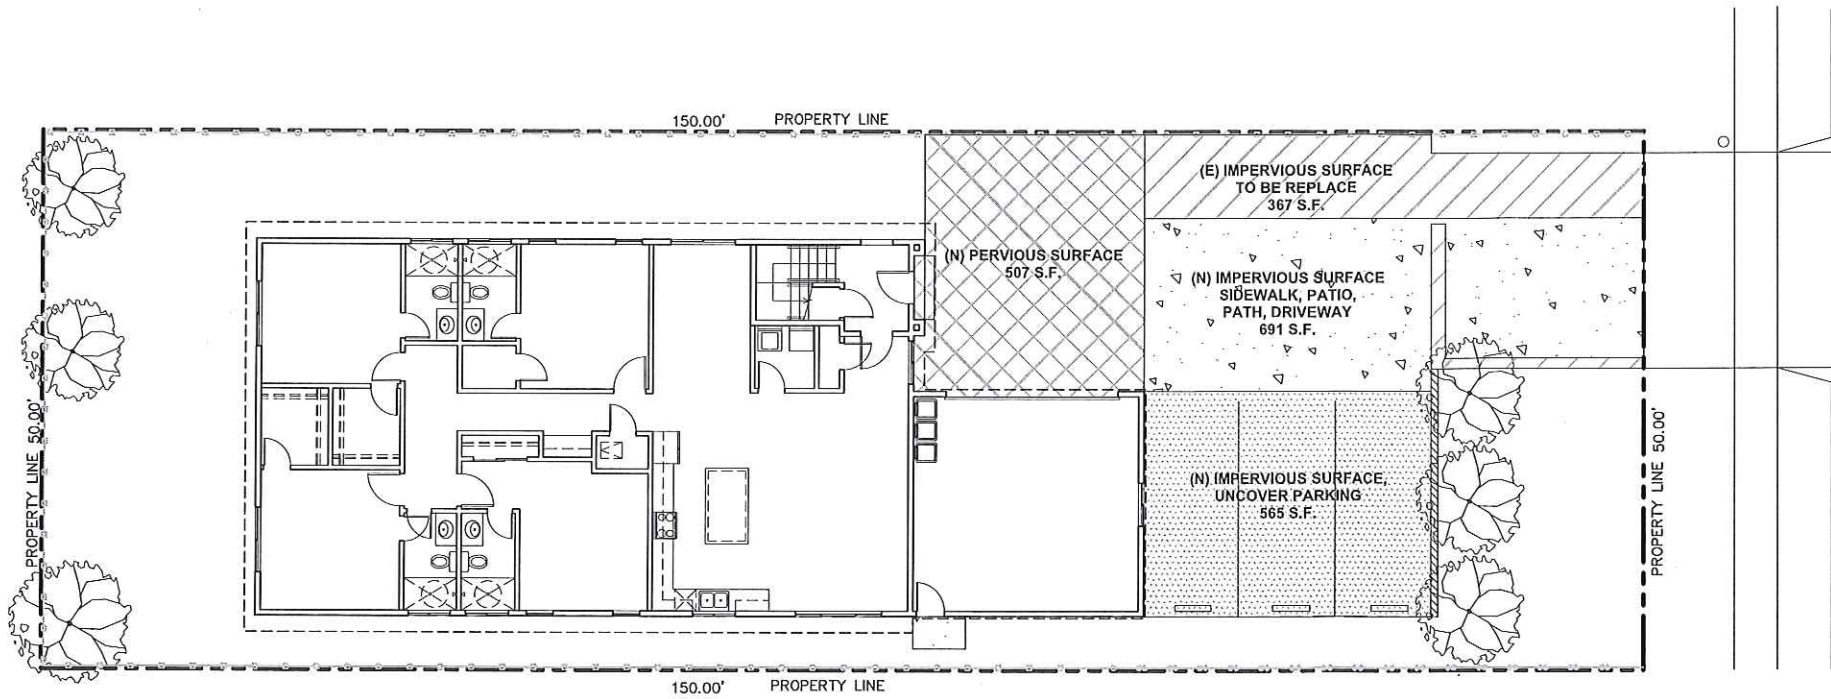 150.00' PROPERTY LINE
(E) IMPERVIOUS SURFACE
TO BE REPLACE
367 S.F.
(N) PERVIOUS SURFACE
507 S.F.
(N) IMPERVIOUS SURFACE
SIDEWALK, PATIO,
PATH, DRIVEWAY
691 S.F.
PROPERTY LINE 50.00'
(N) IMPERVIOUS SURFACE,
UNCOVER PARKING
565 S.F.
PROPERTY LINE 50.00'
150.00' PROPERTY LINE